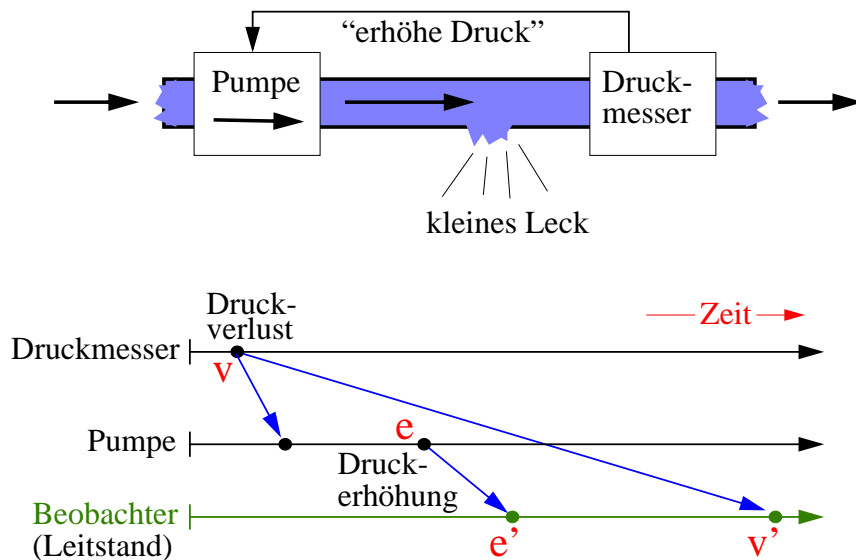 “erhöhe Druck”
Pumpe
Druck-
messer
kleines Leck
Druck-
verlust
Zeit
Druckmesser
v
Pumpe
e
Druck-
erhöhung
Beobachter
(Leitstand)
e’
v’